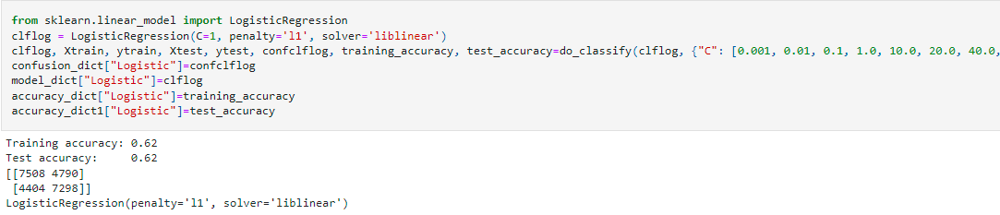 from sklearn.linear_model import LogisticRegression
clflog = LogisticRegression(C=1, penalty='l1', solver='liblinear')
clflog, Xtrain, ytrain, Xtest, ytest, confclflog, training_accuracy, test_accuracy=do_classify(clflog, {"C": [0.001, 0.01, 0.1, 1.0, 10.0, 20.0, 40.0,
confusion_dict["Logistic"]=confclflog
model_dict["Logistic"]=clflog
accuracy_dict["Logistic"]=training_accuracy
accuracy_dict1["Logistic"]=test_accuracy
Training accuracy: 0.62
Test accuracy:     0.62
[[7508 4790]
 [4404 7298]]
LogisticRegression(penalty='l1', solver='liblinear')